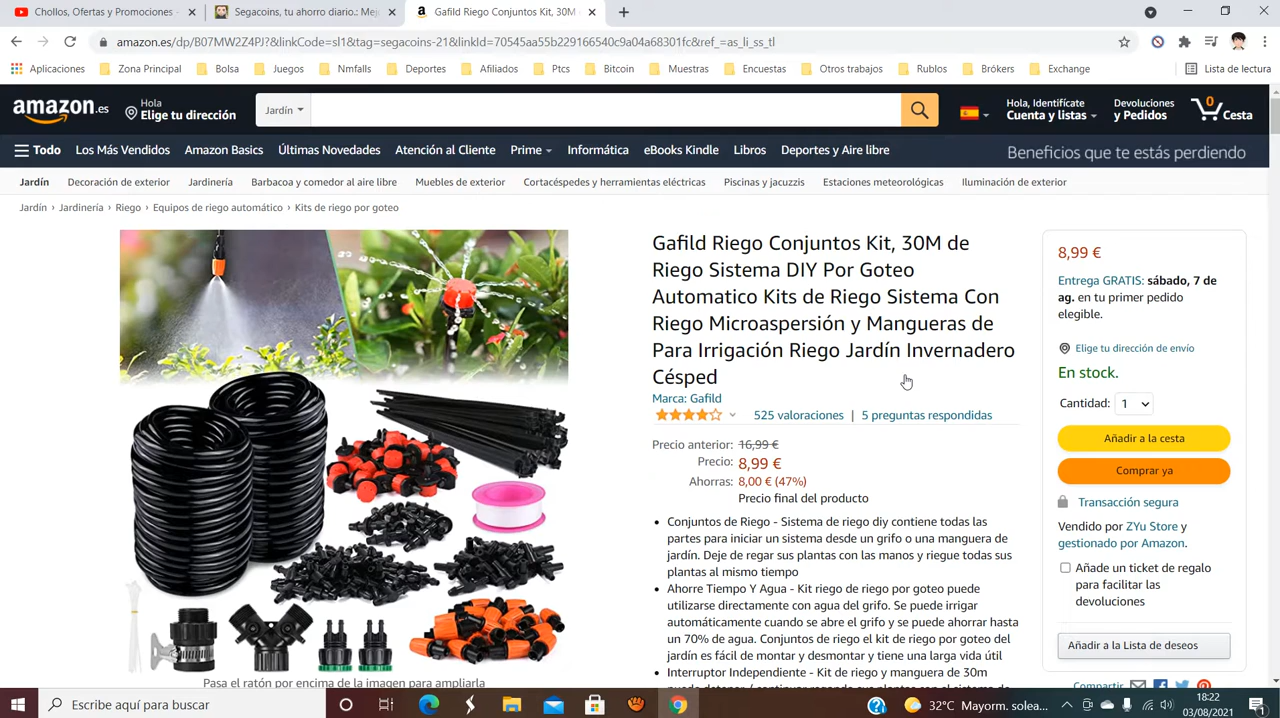 Chollos, Ofertas y Promociones -
Segacoins, tu ahorro diario.: Mej
Gafild Riego Conjuntos Kit, 30M
amazon.es/dp/B07MW2Z4PJ?&linkCode=sl1&tag=segacoins-21&linkId=70545aa55b229166540c9a04a68301fc&ref_=as_li_ss_tl
Aplicaciones Zona Principal Bolsa Juegos Nmfalls Deportes Afiliados Ptcs Bitcoin Muestras Encuestas Otros trabajos Rublos Brókers Exchange Lista de lectura
amazon.es
Hola
Elige tu dirección
Jardín
Hola, Identifícate
Cuenta y listas
Devoluciones
y Pedidos
0
Cesta
Todo Los Más Vendidos Amazon Basics Últimas Novedades Atención al Cliente Prime Informática eBooks Kindle Libros Deportes y Aire libre Beneficios que te estás perdiendo
Jardín Decoración de exterior Jardinería Barbacoa y comedor al aire libre Muebles de exterior Cortacéspedes y herramientas eléctricas Piscinas y jacuzzis Estaciones meteorológicas Iluminación de exterior
Jardín › Jardinería › Riego › Equipos de riego automático › Kits de riego por goteo
Gafild Riego Conjuntos Kit, 30M de
Riego Sistema DIY Por Goteo
Automatico Kits de Riego Sistema Con
Riego Microaspersión y Mangueras de
Para Irrigación Riego Jardín Invernadero
Césped
Marca: Gafild
525 valoraciones | 5 preguntas respondidas
Precio anterior: 16,99 €
Precio: 8,99 €
Ahorras: 8,00 € (47%)
Precio final del producto
• Conjuntos de Riego - Sistema de riego diy contiene todas las
partes para iniciar un sistema desde un grifo o una manguera de
jardín. Deje de regar sus plantas con las manos y riegue todas sus
plantas al mismo tiempo
• Ahorre Tiempo Y Agua - Kit riego de riego por goteo puede
utilizarse directamente con agua del grifo. Se puede irrigar
automáticamente cuando se abre el grifo y se puede ahorrar hasta
un 70% de agua. Conjuntos de riego el kit de riego por goteo del
jardín es fácil de montar y desmontar y tiene una larga vida útil
• Interruptor Independiente - Kit de riego y manguera de 30m
Pasa el ratón por encima de la imagen para ampliarla
8,99 €
Entrega GRATIS: sábado, 7 de
ag. en tu primer pedido
elegible.
Elige tu dirección de envío
En stock.
Cantidad: 1
Añadir a la cesta
Comprar ya
Transacción segura
Vendido por ZYu Store y
gestionado por Amazon.
Añade un ticket de regalo
para facilitar las
devoluciones
Añadir a la Lista de deseos
Compartir
Escribe aquí para buscar
32°C Mayorm. solea...
18:22
03/08/2021
1